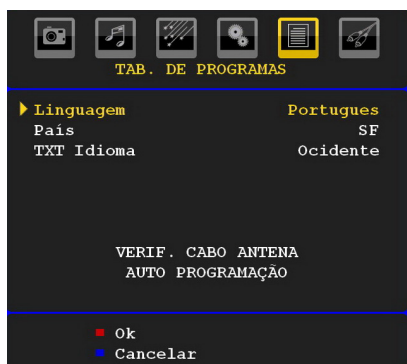 TAB. DE PROGRAMAS
Linguagem Portugues
País SF
TXT Idioma Ocidente
VERIF. CABO ANTENA
AUTO PROGRAMAÇÃO
Ok
Cancelar